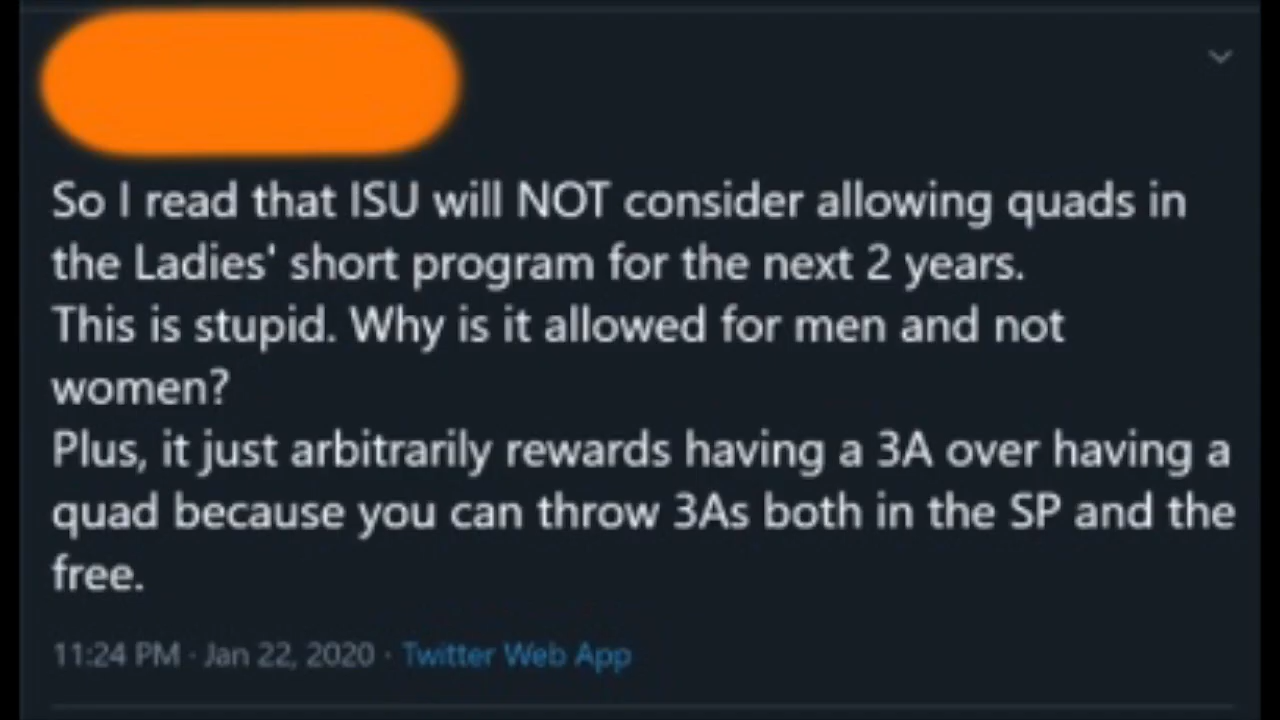 So I read that ISU will NOT consider allowing quads in
the Ladies' short program for the next 2 years.
This is stupid. Why is it allowed for men and not
women?
Plus, it just arbitrarily rewards having a 3A over having a
quad because you can throw 3As both in the SP and the
free.
11:24 PM · Jan 22, 2020 · Twitter Web App